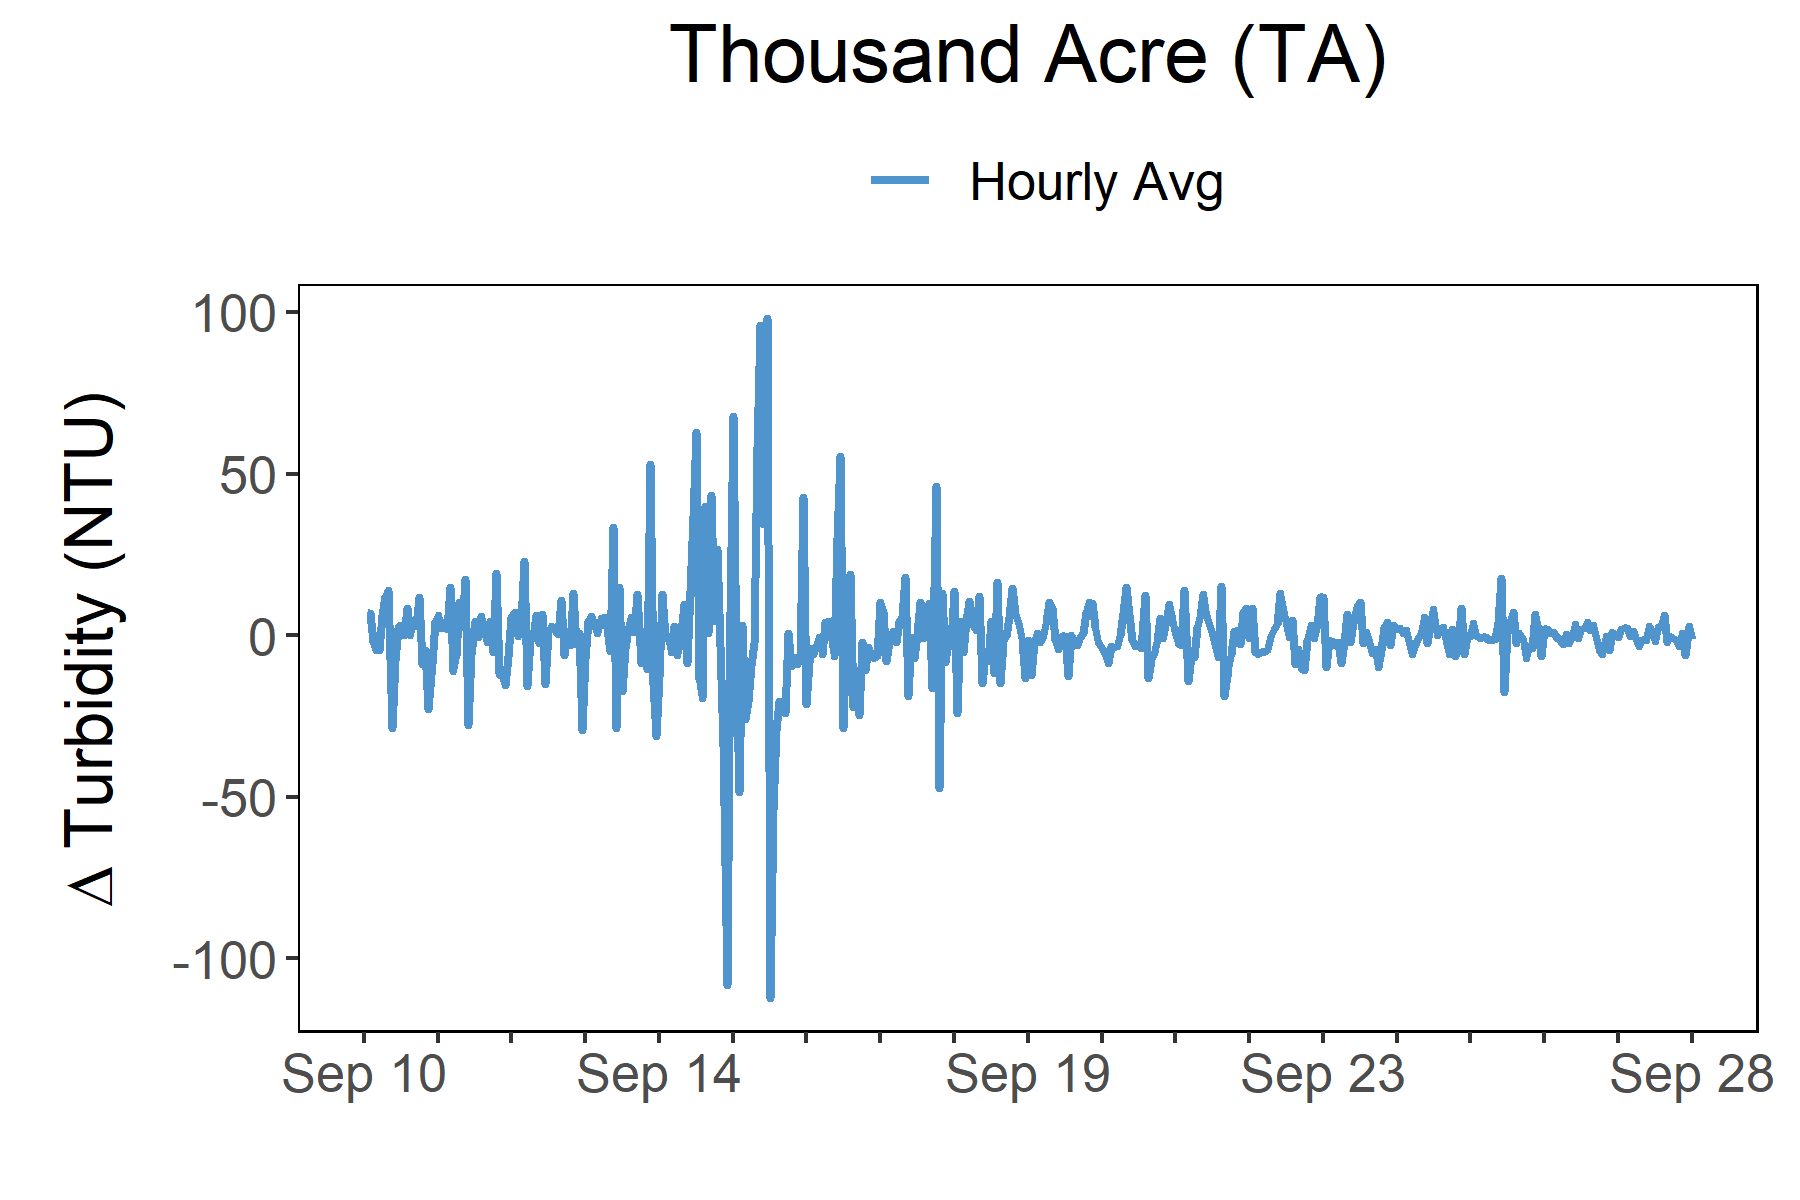 Thousand Acre (TA)
Hourly Avg
Δ Turbidity (NTU)
100
50
0
-50
-100
Sep 10 Sep 14 Sep 19 Sep 23 Sep 28